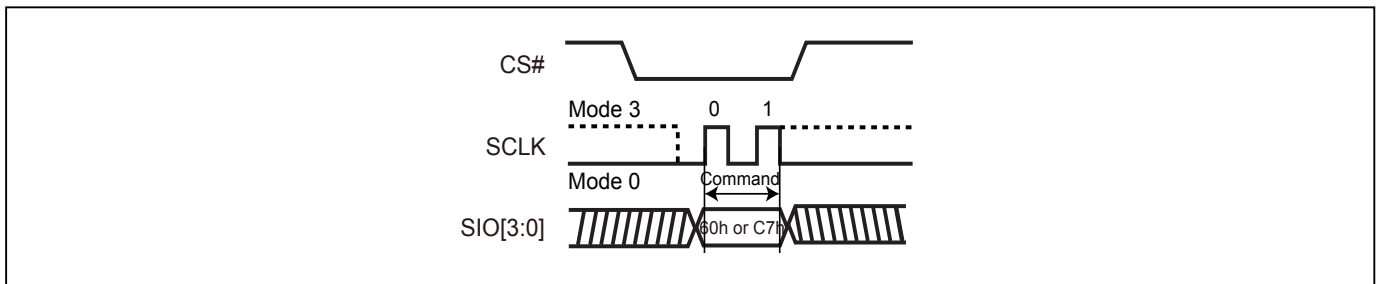 CS#
Mode 3 0 1
SCLK
Mode 0 Command
SIO[3:0] 60h or C7h